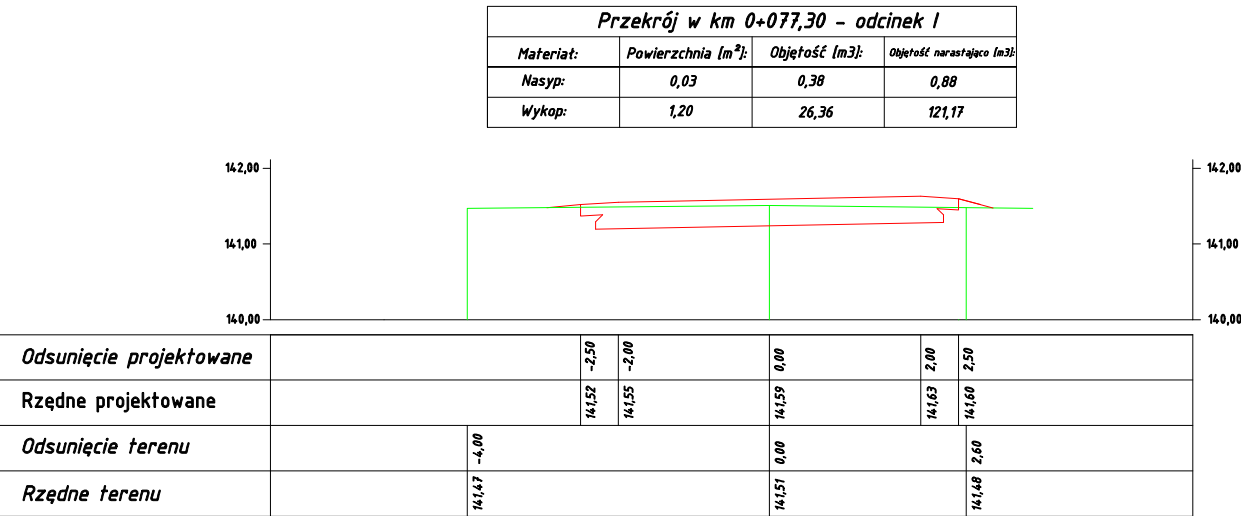 Przekrój w km 0+077,30 - odcinek I
Materiał: Powierzchnia [m²]: Objętość [m3]: Objętość narastająco [m3]:
Nasyp: 0,03 0,38 0,88
Wykop: 1,20 26,36 121,17
142,00 142,00
141,00 141,00
140,00 140,00
Odsunięcie projektowane -2,50 -2,00 0,00 2,00 2,50
Rzędne projektowane 141,52 141,55 141,59 141,63 141,60
Odsunięcie terenu -4,00 0,00 2,60
Rzędne terenu 141,47 141,51 141,48